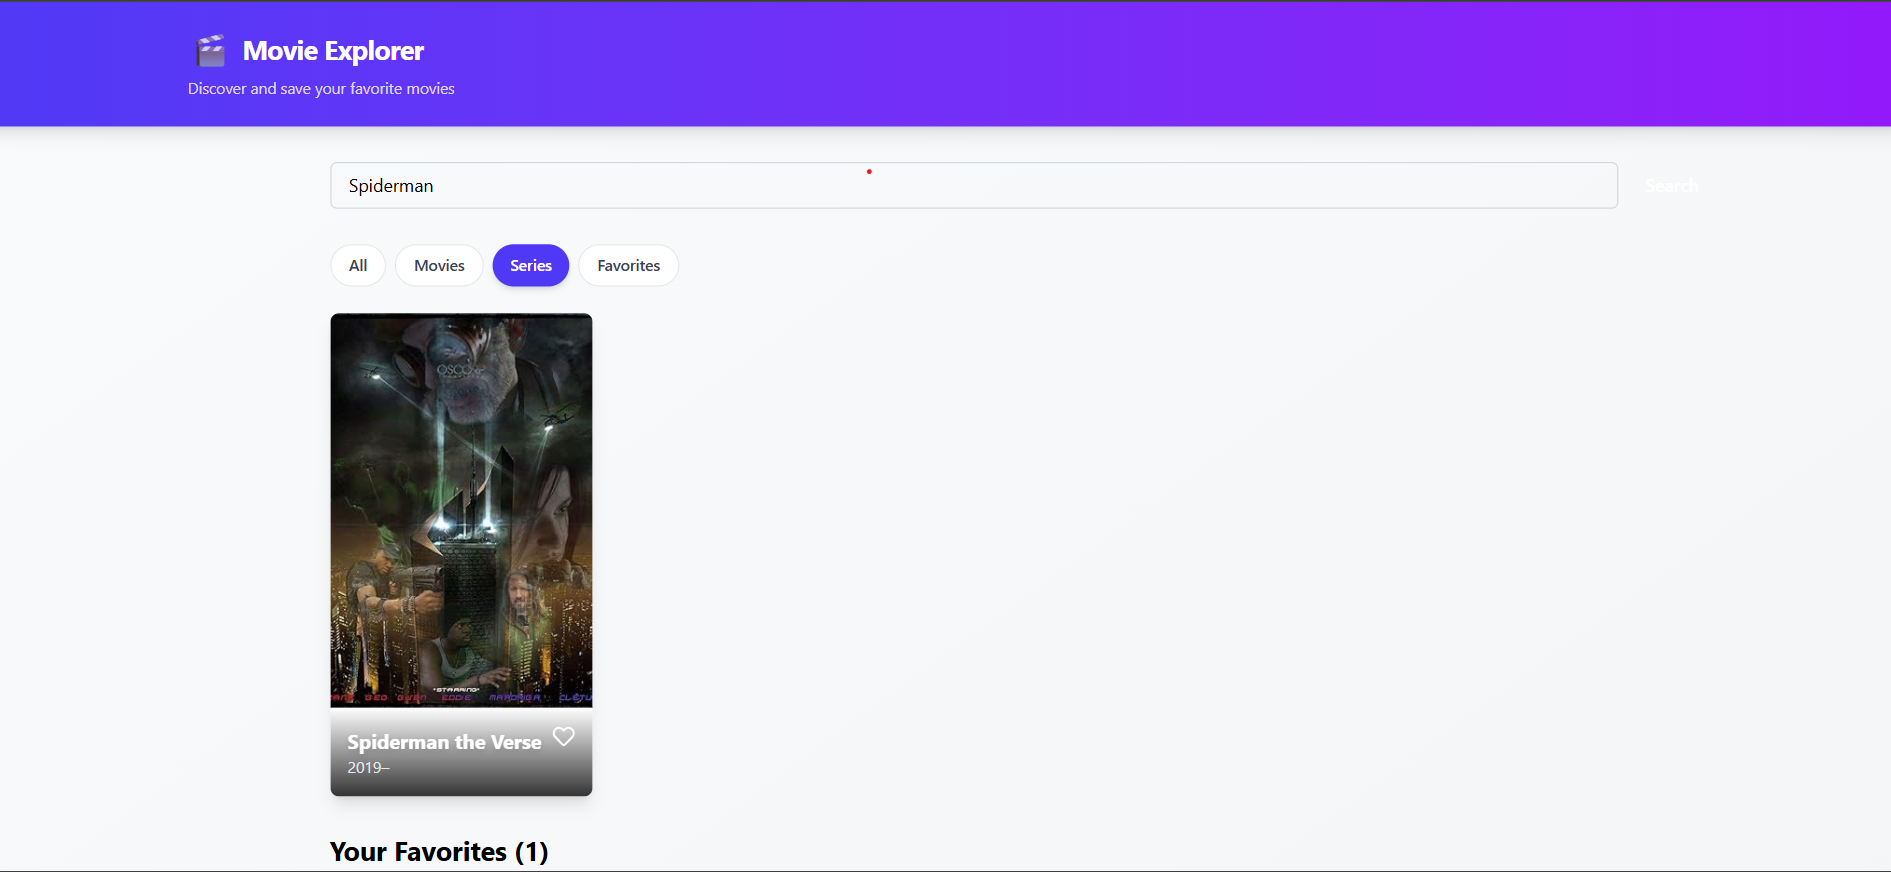 Movie Explorer
Discover and save your favorite movies
Spiderman
Search
All
Movies
Series
Favorites
*STARRING*
EDDIE
Spiderman the Verse
2019–
Your Favorites (1)